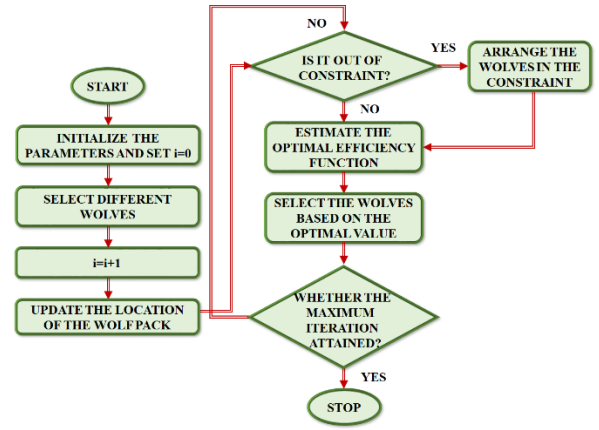 START
INITIALIZE THE
PARAMETERS AND SET i=0
SELECT DIFFERENT
WOLVES
i=i+1
UPDATE THE LOCATION
OF THE WOLF PACK
NO
IS IT OUT OF
CONSTRAINT?
YES
ARRANGE THE
WOLVES IN THE
CONSTRAINT
NO
ESTIMATE THE
OPTIMAL EFFICIENCY
FUNCTION
SELECT THE WOLVES
BASED ON THE
OPTIMAL VALUE
WHETHER THE
MAXIMUM
ITERATION
ATTAINED?
YES
STOP